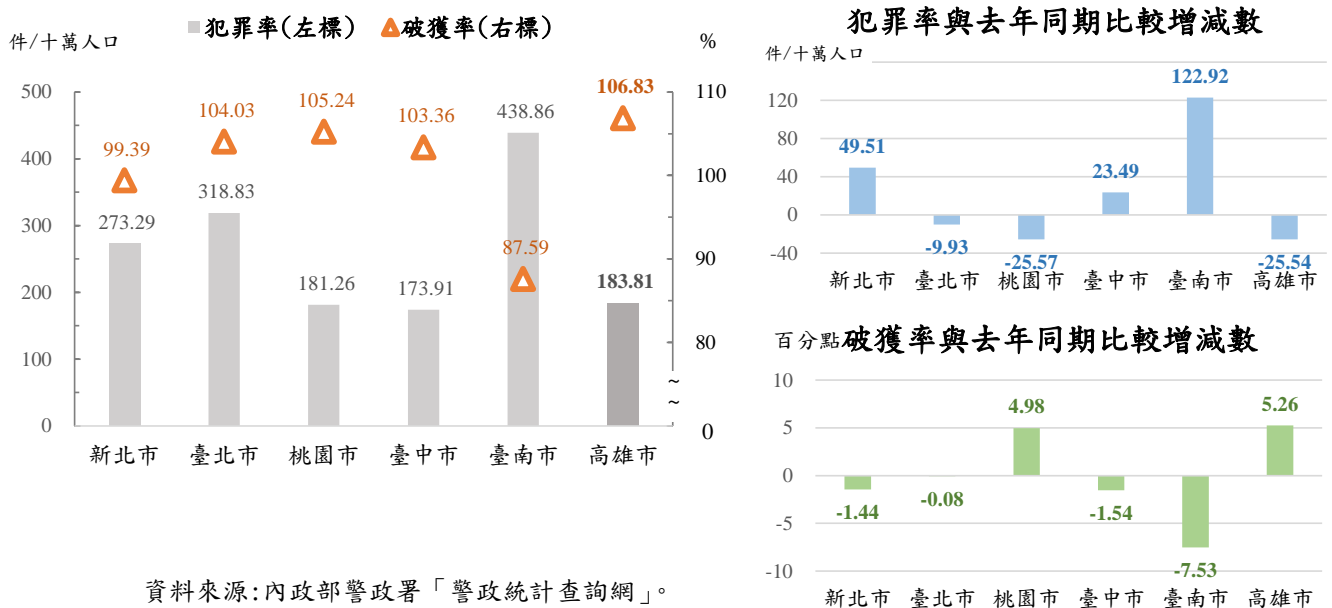 犯罪率(左標)
破獲率(右標)
件/十萬人口
%
500
400
300
200
100
0
110
100
90
80
~
~
0
99.39
104.03
105.24
103.36
87.59
106.83
273.29
318.83
181.26
173.91
438.86
183.81
新北市
臺北市
桃園市
臺中市
臺南市
高雄市
資料來源:內政部警政署「警政統計查詢網」。
犯罪率與去年同期比較增減數
件/十萬人口
120
80
40
0
-40
49.51
-9.93
-25.57
23.49
122.92
-25.54
新北市
臺北市
桃園市
臺中市
臺南市
高雄市
百分點
破獲率與去年同期比較增減數
10
5
0
-5
-10
-1.44
-0.08
4.98
-1.54
-7.53
5.26
新北市
臺北市
桃園市
臺中市
臺南市
高雄市